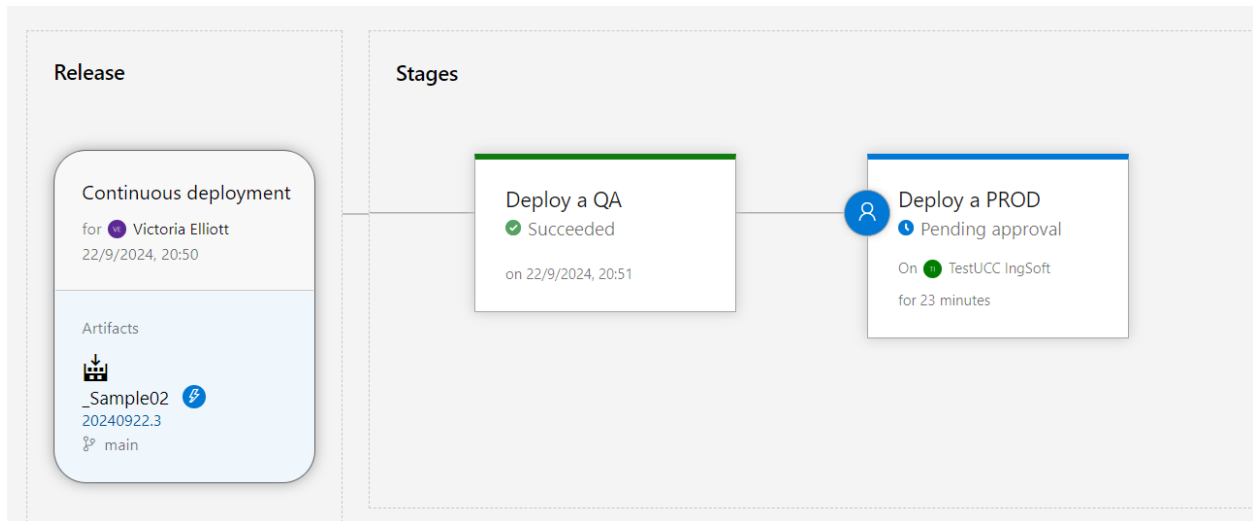 Release
Continuous deployment
for VE Victoria Elliott
22/9/2024, 20:50
Artifacts
_Sample02
20240922.3
main
Stages
Deploy a QA
Succeeded
on 22/9/2024, 20:51
Deploy a PROD
Pending approval
On TI TestUCC IngSoft
for 23 minutes